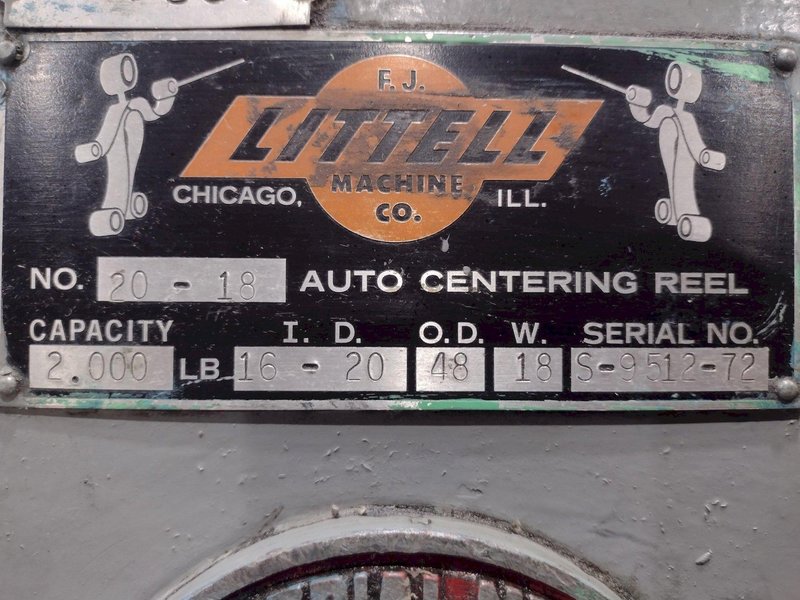 F. J.
LITTELL
MACHINE
CHICAGO, ILL.
CO.
NO. 20 - 18 AUTO CENTERING REEL
CAPACITY I. D. O.D. W. SERIAL NO.
2.000 LB 16 - 20 48 18 S-9512-72